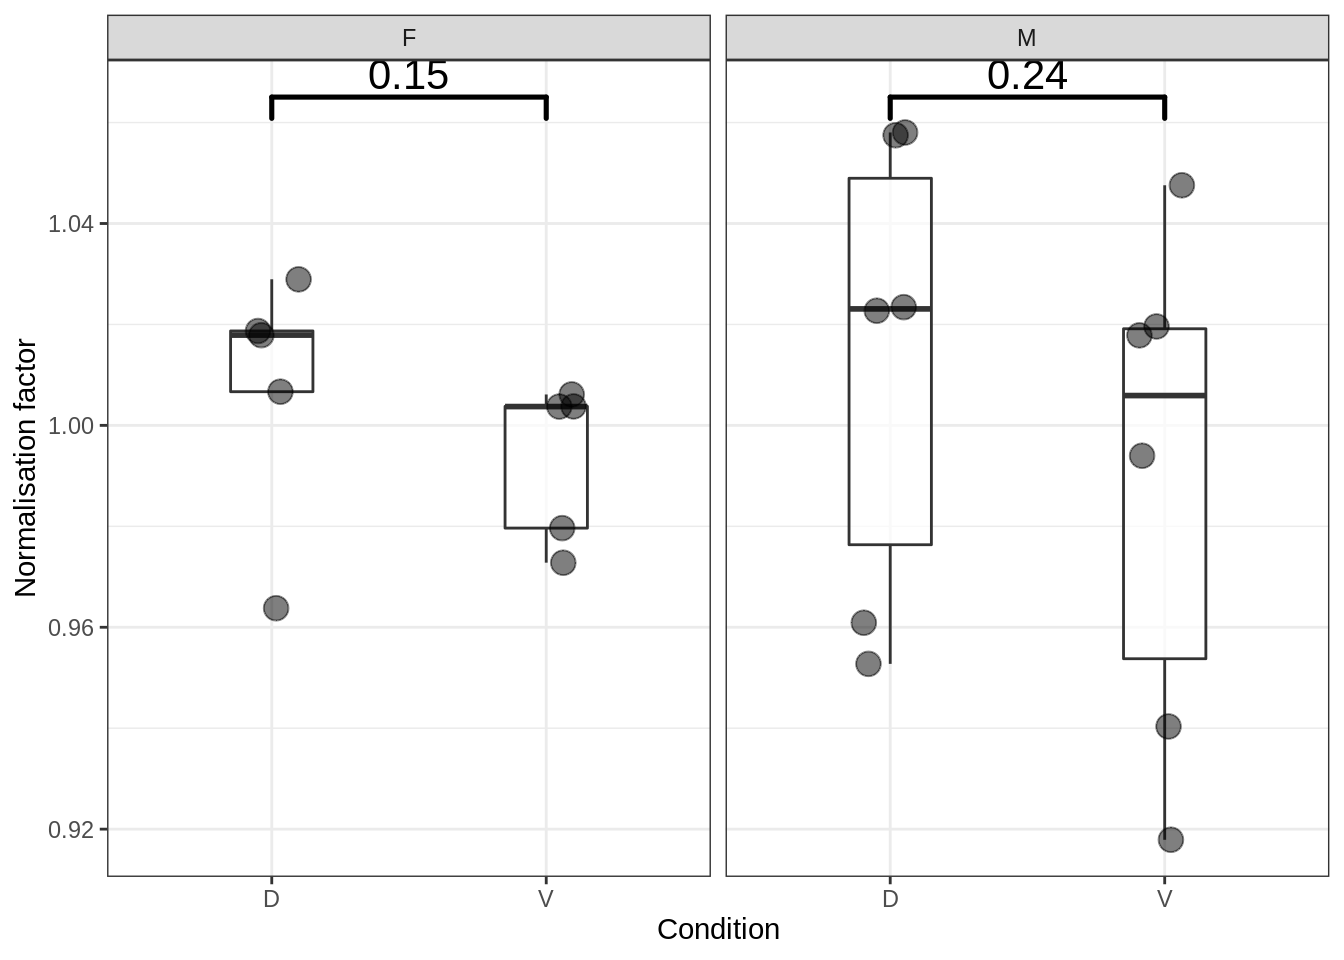 F
M
0.15
0.24
1.04
1.00
0.96
0.92
Normalisation factor
D
V
D
V
Condition